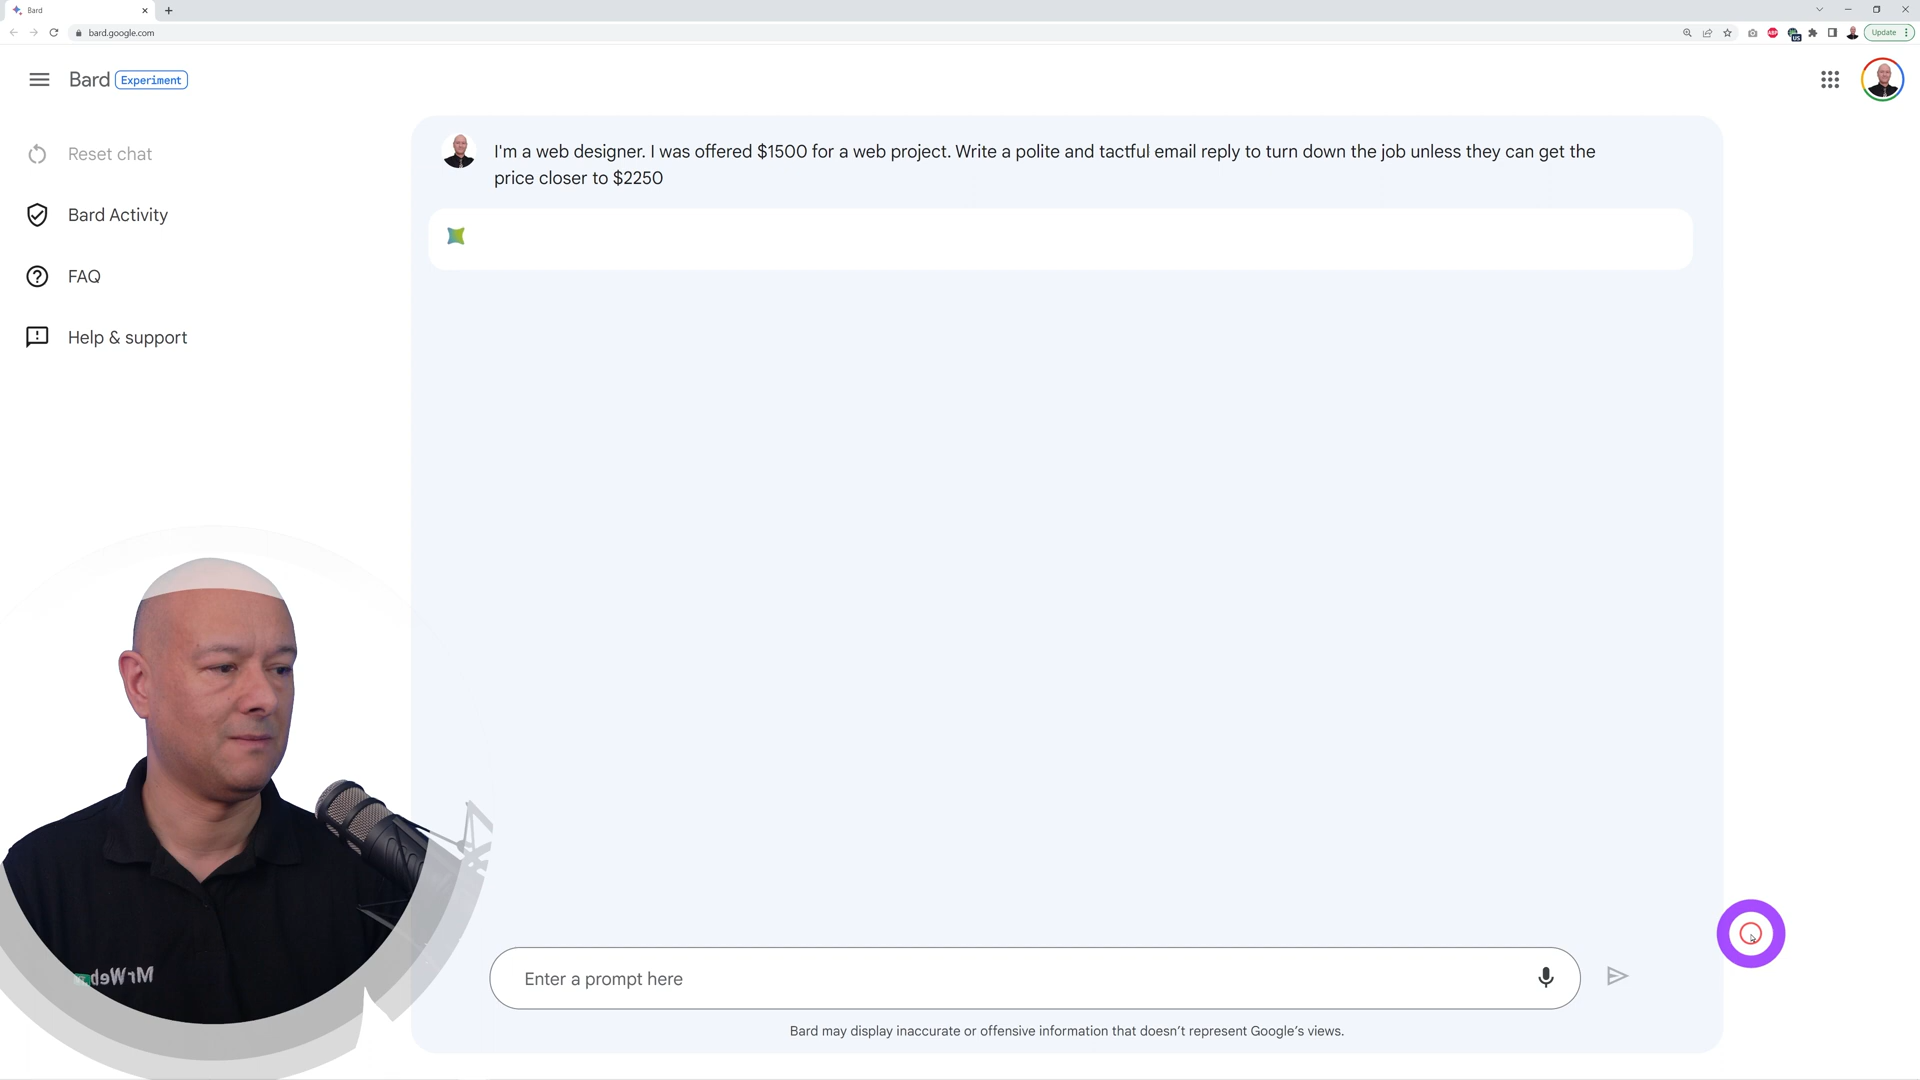 Bard
bard.google.com
Update
Bard Experiment
Reset chat
Bard Activity
FAQ
Help & support
I'm a web designer. I was offered $1500 for a web project. Write a polite and tactful email reply to turn down the job unless they can get the
price closer to $2250
MrWeb
Enter a prompt here
Bard may display inaccurate or offensive information that doesn't represent Google's views.